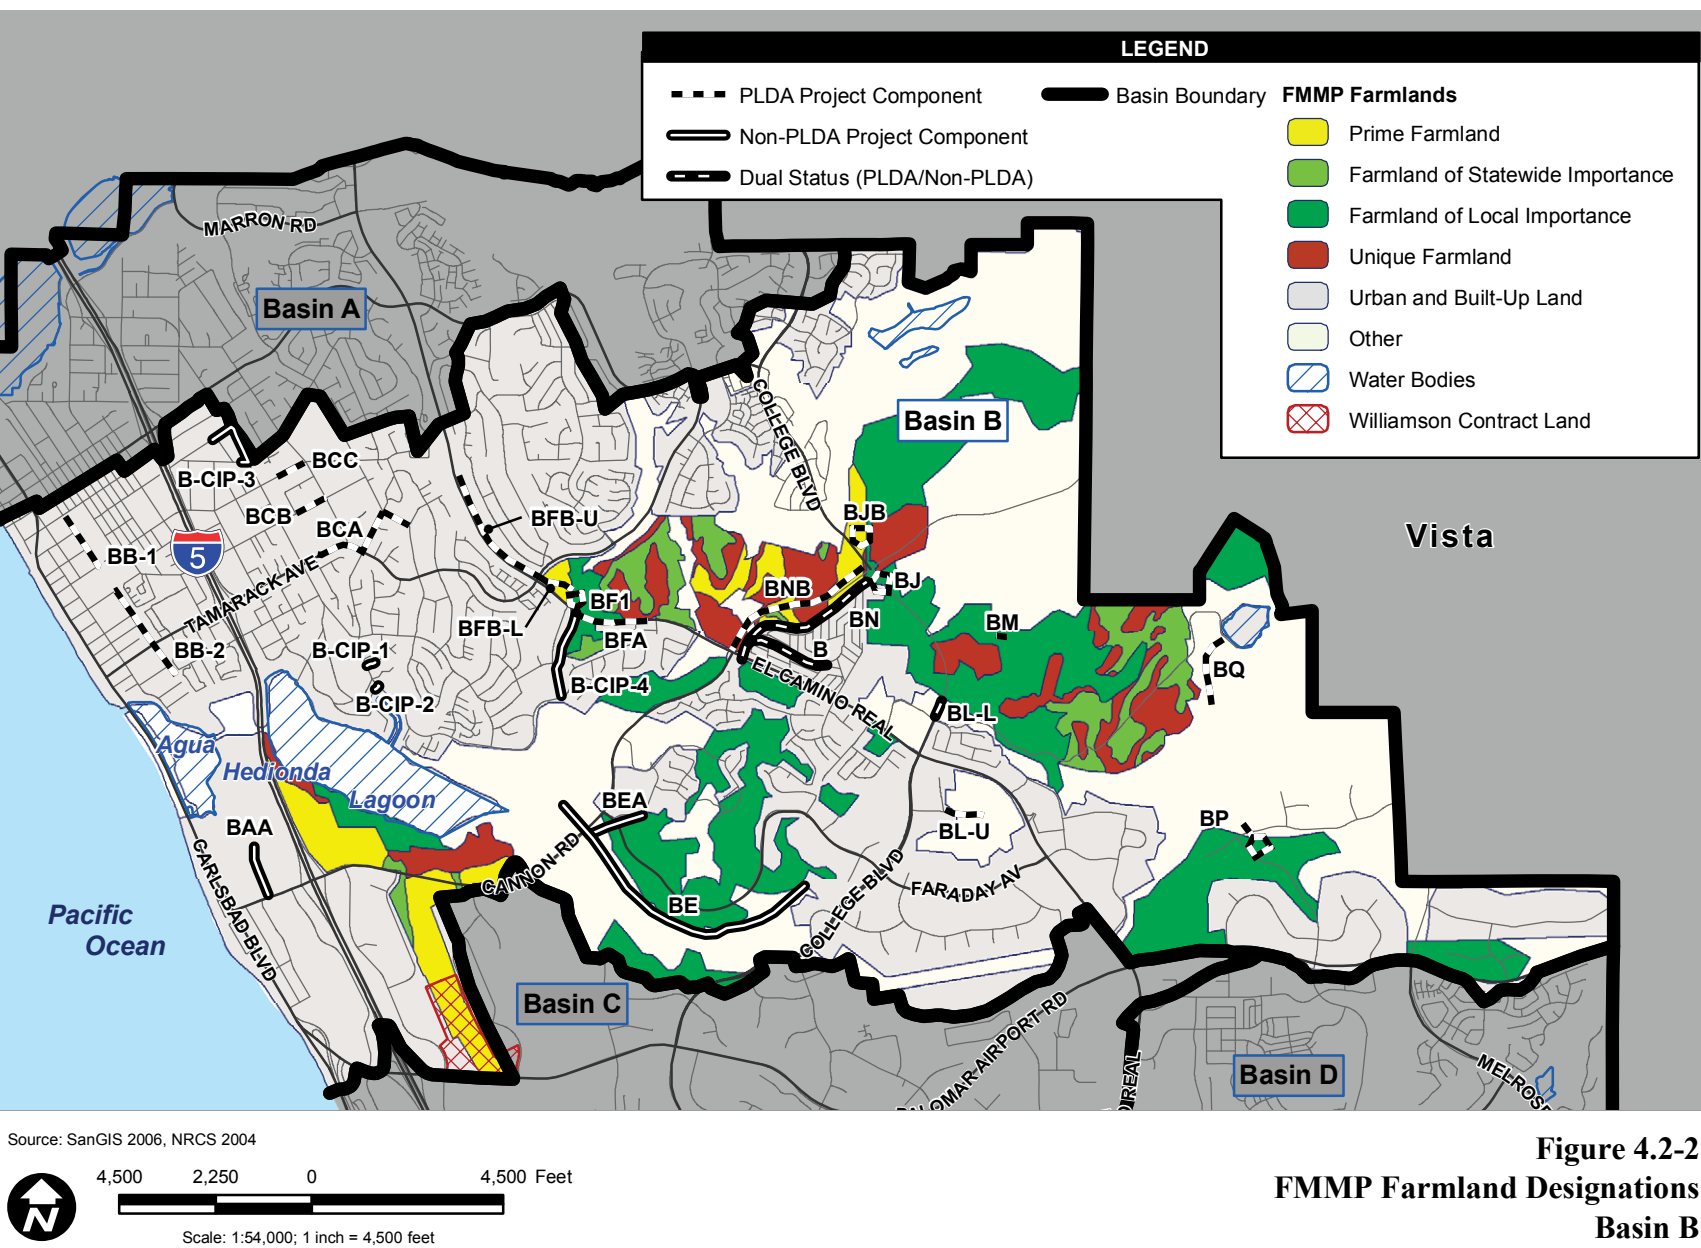 LEGEND
PLDA Project Component
Non-PLDA Project Component
Dual Status (PLDA/Non-PLDA)
Basin Boundary
FMMP Farmlands
Prime Farmland
Farmland of Statewide Importance
Farmland of Local Importance
Unique Farmland
Urban and Built-Up Land
Other
Water Bodies
Williamson Contract Land
MARRON RD
Basin A
COLLEGE BLVD
Basin B
B-CIP-3
BCC
BCB
BCA
BFB-U
BJB
Vista
BB-1
5
TAMARACK AVE
BNB
BJ
BF1
BFB-L
BFA
BN
BM
BB-2
B-CIP-1
B
BQ
B-CIP-4
EL CAMINO REAL
B-CIP-2
BL-L
Agua
Hedionda
Lagoon
BEA
BAA
BL-U
BP
CARLSBAD BLVD
CANNON RD
COLLEGE BLVD
FARADAY AV
BE
Pacific
Ocean
Basin C
PALOMAR AIRPORT RD
Basin D
REAL
MELROSE
Source: SanGIS 2006, NRCS 2004
4,500 2,250 0 4,500 Feet
N
Scale: 1:54,000; 1 inch = 4,500 feet
Figure 4.2-2
FMMP Farmland Designations
Basin B